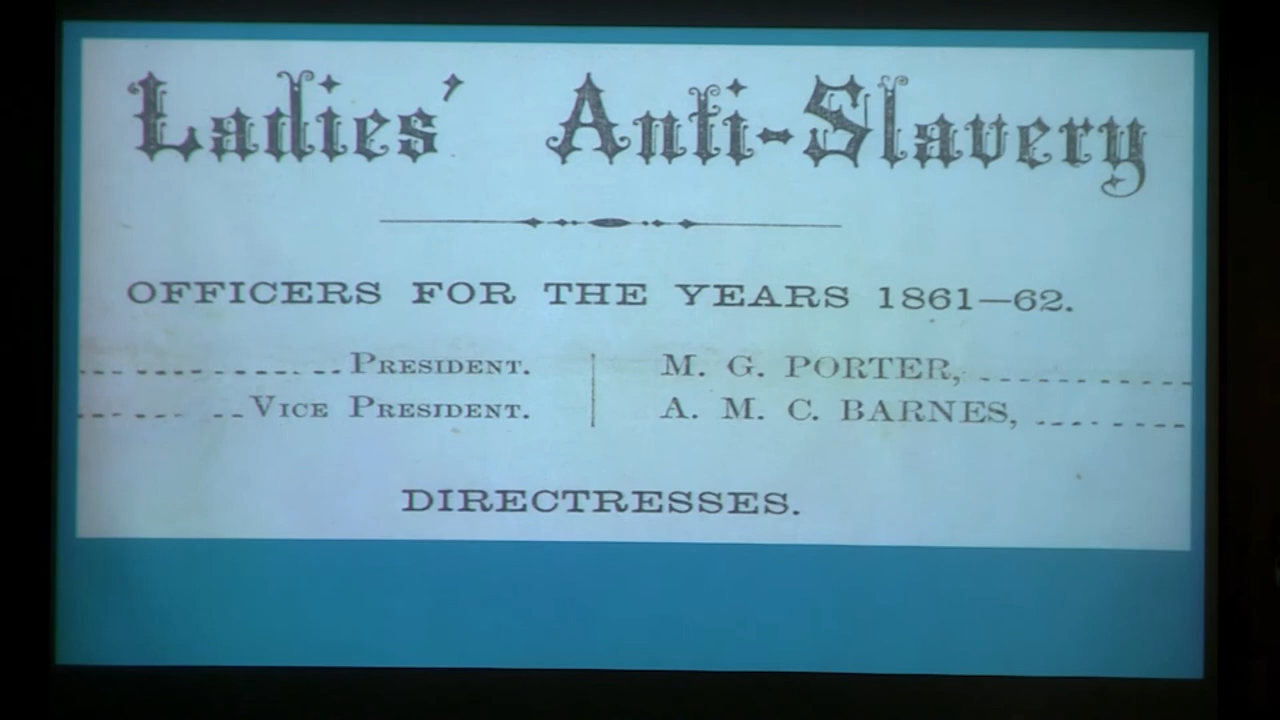 Ladies' Anti-Slavery
OFFICERS FOR THE YEARS 1861—62.
President.
Vice President.
M. G. PORTER,
A. M. C. BARNES,
DIRECTRESSES.